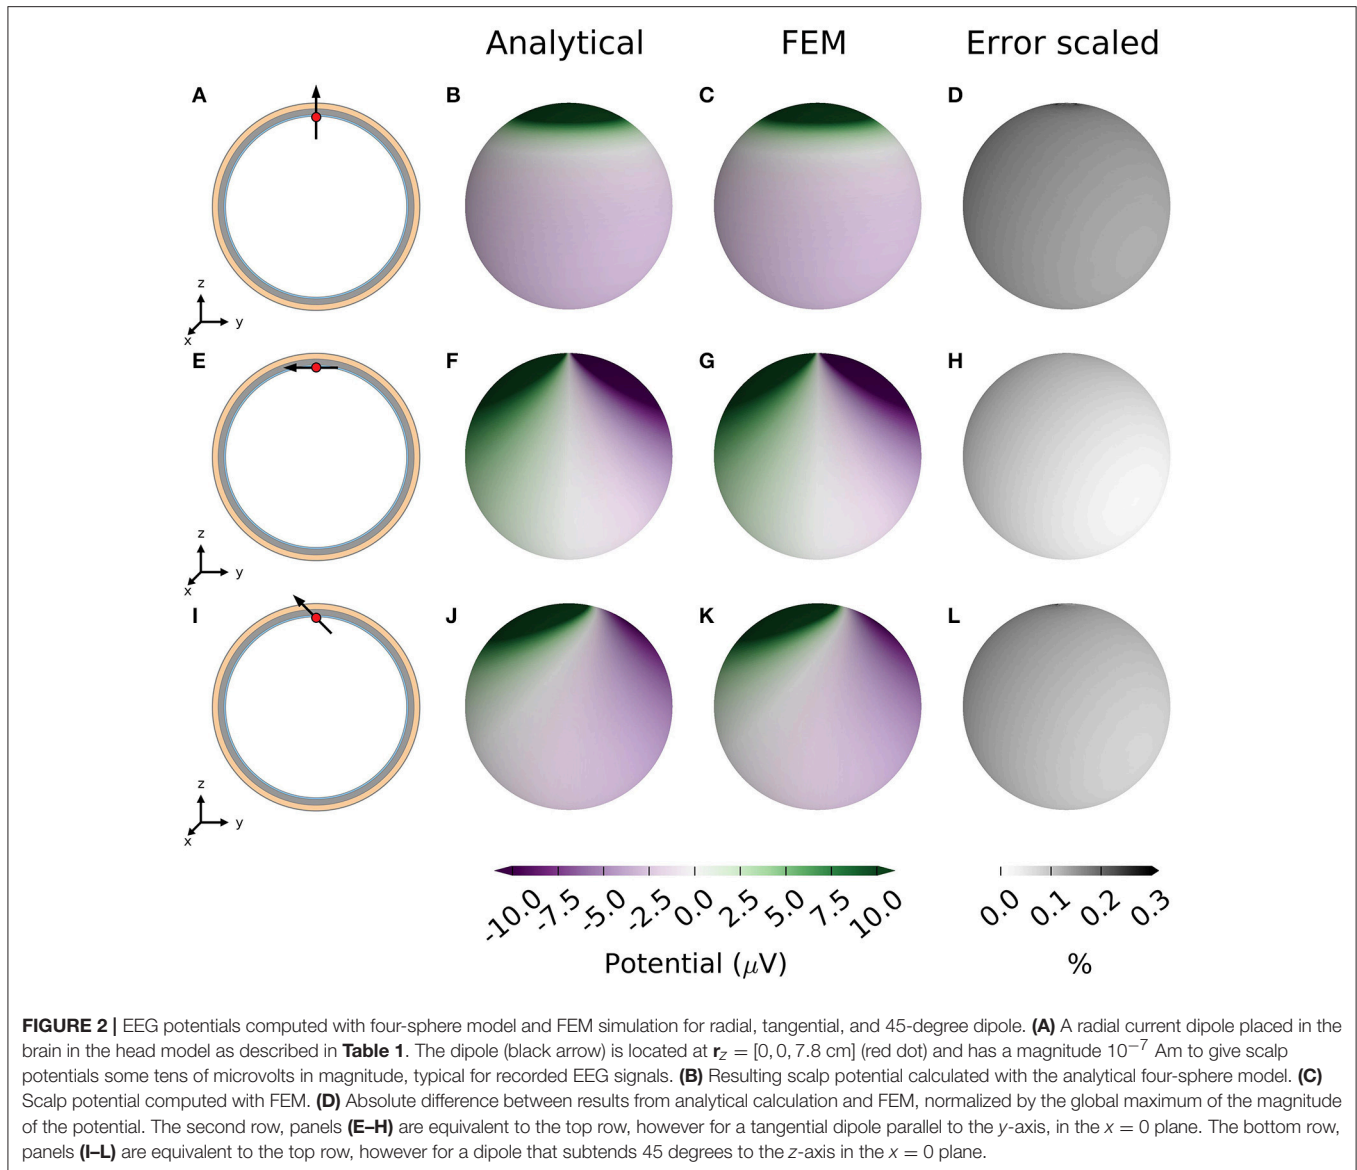 Analytical FEM Error scaled
A B C D
z
y
x
E F G H
z
y
x
I J K L
z
y
x
-10.0 -7.5 -5.0 -2.5 0.0 2.5 5.0 7.5 10.0 0.0 0.1 0.2 0.3
Potential (μV) %
FIGURE 2 | EEG potentials computed with four-sphere model and FEM simulation for radial, tangential, and 45-degree dipole. (A) A radial current dipole placed in the
brain in the head model as described in Table 1. The dipole (black arrow) is located at r_z = [0, 0, 7.8 cm] (red dot) and has a magnitude 10⁻⁷ Am to give scalp
potentials some tens of microvolts in magnitude, typical for recorded EEG signals. (B) Resulting scalp potential calculated with the analytical four-sphere model. (C)
Scalp potential computed with FEM. (D) Absolute difference between results from analytical calculation and FEM, normalized by the global maximum of the magnitude
of the potential. The second row, panels (E–H) are equivalent to the top row, however for a tangential dipole parallel to the y-axis, in the x = 0 plane. The bottom row,
panels (I–L) are equivalent to the top row, however for a dipole that subtends 45 degrees to the z-axis in the x = 0 plane.